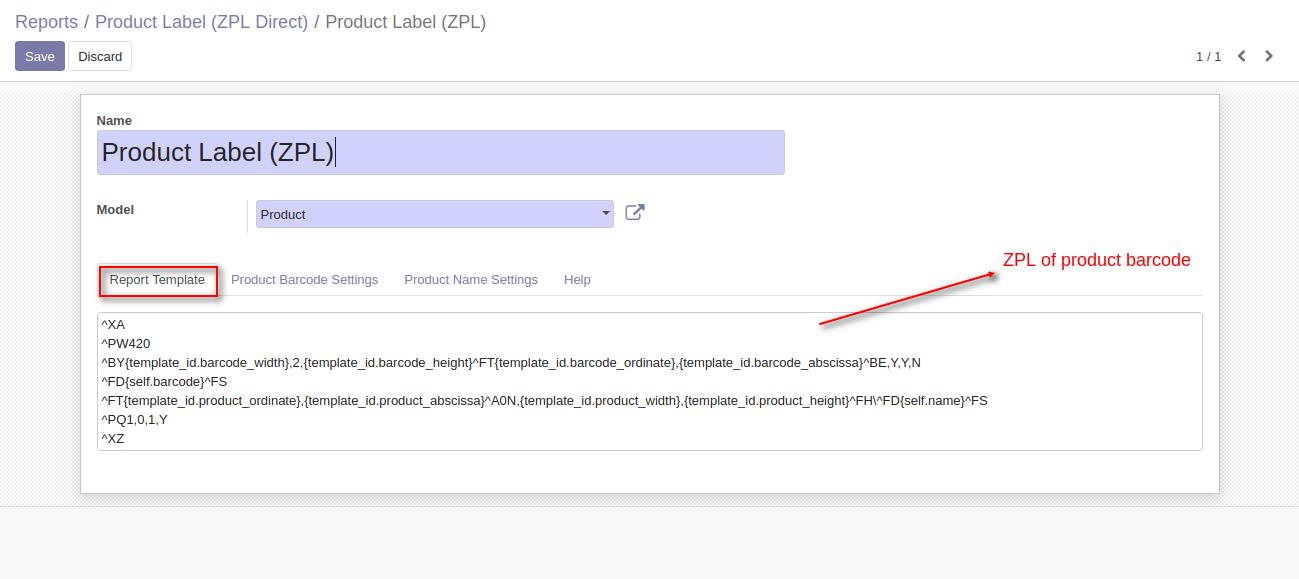 Reports / Product Label (ZPL Direct) / Product Label (ZPL)
Save Discard 1 / 1
Name
Product Label (ZPL)
Model Product
ZPL of product barcode
Report Template Product Barcode Settings Product Name Settings Help
^XA
^PW420
^BY{template_id.barcode_width},2,{template_id.barcode_height}^FT{template_id.barcode_ordinate},{template_id.barcode_abscissa}^BE,Y,Y,N
^FD{self.barcode}^FS
^FT{template_id.product_ordinate},{template_id.product_abscissa}^A0N,{template_id.product_width},{template_id.product_height}^FH\^FD{self.name}^FS
^PQ1,0,1,Y
^XZ